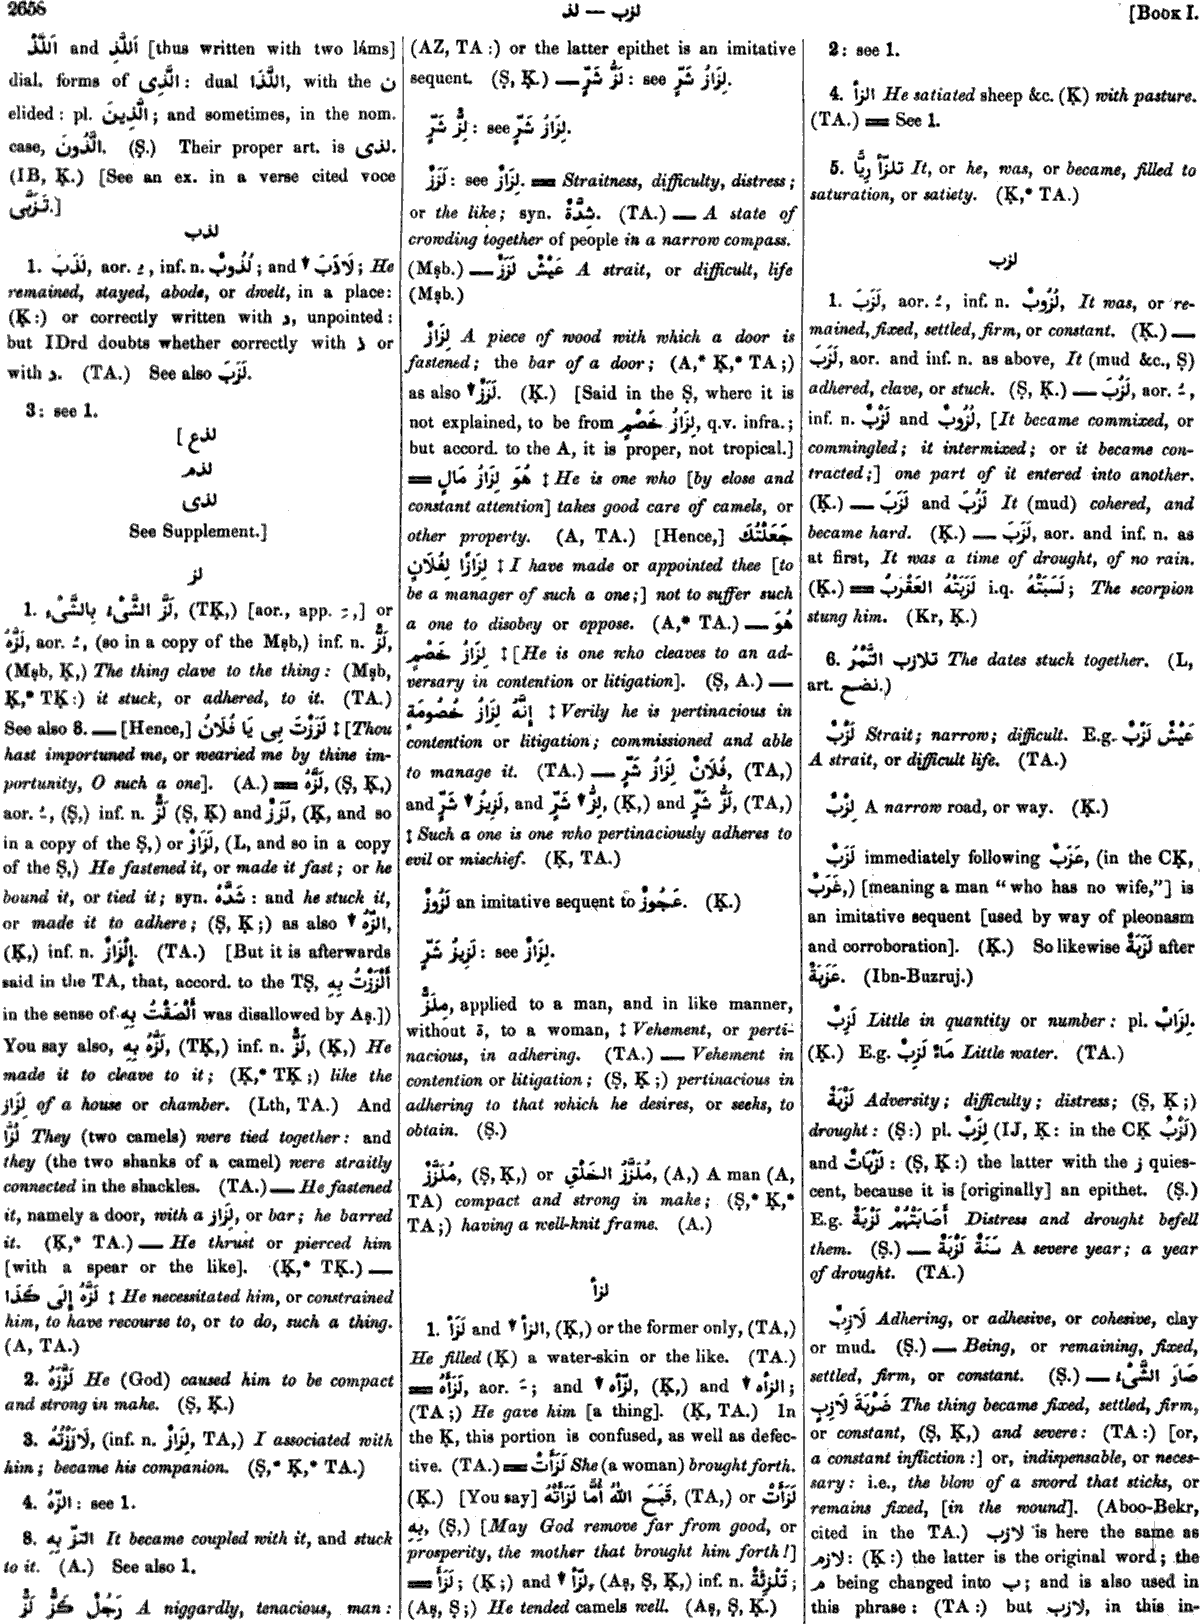 2658
لذ — لزب
[Book I.
اَللَّذِ and اَللَّذْ [thus written with two láms]
dial. forms of اَلَّذِى: dual اللَّذَا, with the ن
elided: pl. الَّذِينَ; and sometimes, in the nom.
case, الَّذُونَ. (Ṣ.) Their proper art. is لذى.
(IB, Ḳ.) [See an ex. in a verse cited voce
تَزَبَّى.]
لذب
1. لَذَبَ, aor. ـُ, inf. n. لُذُوبٌ; and ▼ لَاذَبَ; He
remained, stayed, abode, or dwelt, in a place:
(Ḳ:) or correctly written with د, unpointed:
but IDrd doubts whether correctly with ذ or
with د. (TA.) See also لَزَبَ.
3: see 1.
[لذع
لذم
لذى
See Supplement.]
لز
1. لَزَّ الشَّىْءُ بِالشَّىْءِ, (TḲ,) [aor., app. ـِ,] or
لَزَّهُ, aor. ـُ, (so in a copy of the Mṣb,) inf. n. لَزٌّ,
(Mṣb, Ḳ,) The thing clave to the thing: (Mṣb,
Ḳ,* TḲ:) it stuck, or adhered, to it. (TA.)
See also 8. — [Hence,] لَزَزْتَ بِى يَا فُلَانُ ‡ [Thou
hast importuned me, or wearied me by thine im-
portunity, O such a one]. (A.) ═ لَزَّهُ, (Ṣ, Ḳ,)
aor. ـُ, (Ṣ,) inf. n. لَزٌّ (Ṣ, Ḳ) and لَزَزٌ, (Ḳ, and so
in a copy of the Ṣ,) or لَزَازٌ, (L, and so in a copy
of the Ṣ,) He fastened it, or made it fast; or he
bound it, or tied it; syn. شَدَّهُ: and he stuck it,
or made it to adhere; (Ṣ, Ḳ;) as also ▼ الزّهُ,
(Ḳ,) inf. n. إِلْزَازٌ. (TA.) [But it is afterwards
said in the TA, that, accord. to the TṢ, أَلْزَزْتُ بِهِ
in the sense of أَلْصَقْتُ بِهِ was disallowed by Aṣ.])
You say also, لَزَّهُ بِهِ, (TḲ,) inf. n. لَزٌّ, (Ḳ,) He
made it to cleave to it; (Ḳ,* TḲ;) like the
لِزَاز of a house or chamber. (Lth, TA.) And
لُزَّا They (two camels) were tied together: and
they (the two shanks of a camel) were straitly
connected in the shackles. (TA.) — He fastened
it, namely a door, with a لِزَاز, or bar; he barred
it. (Ḳ,* TA.) — He thrust or pierced him
[with a spear or the like]. (Ḳ,* TḲ.) —
لَزَّهُ إِلَى كَذَا ‡ He necessitated him, or constrained
him, to have recourse to, or to do, such a thing.
(A, TA.)
2. لَزَّزَهُ He (God) caused him to be compact
and strong in make. (Ṣ, Ḳ.)
3. لَازَزْتُهُ, (inf. n. لِزَازٌ, TA,) I associated with
him; became his companion. (Ṣ,* Ḳ,* TA.)
4. الزّهُ: see 1.
8. التزّ بِهِ It became coupled with it, and stuck
to it. (A.) See also 1.
رَجُلٌ كَزٌّ لَزٌّ A niggardly, tenacious, man:
(AZ, TA:) or the latter epithet is an imitative
sequent. (Ṣ, Ḳ.) — لَزُّ شَرٍّ: see لِزَازُ شَرٍّ.
لِزُّ شَرٍّ: see لِزَازُ شَرٍّ.
لَزَزٌ: see لِزَازٌ. ═ Straitness, difficulty, distress;
or the like; syn. شِدَّةٌ. (TA.) — A state of
crowding together of people in a narrow compass.
(Mṣb.) — عَيْشٌ لَزَزٌ A strait, or difficult, life
(Mṣb.)
لِزَازٌ A piece of wood with which a door is
fastened; the bar of a door; (A,* Ḳ,* TA;)
as also ▼ لَزَزٌ. (Ḳ.) [Said in the Ṣ, where it is
not explained, to be from لِزَازُ خَصْمٍ, q.v. infra.;
but accord. to the A, it is proper, not tropical.]
═ هُوَ لِزَازُ مَالٍ ‡ He is one who [by close and
constant attention] takes good care of camels, or
other property. (A, TA.) [Hence,] جَعَلْتُكَ
لِزَازًا لِفُلَانٍ ‡ I have made or appointed thee [to
be a manager of such a one;] not to suffer such
a one to disobey or oppose. (A,* TA.) — هُوَ
لِزَازُ خَصْمٍ ‡ [He is one who cleaves to an ad-
versary in contention or litigation]. (Ṣ, A.) —
إِنَّهُ لِزَازُ خُصُومَةٍ ‡ Verily he is pertinacious in
contention or litigation; commissioned and able
to manage it. (TA.) — فُلَانٌ لِزَازُ شَرٍّ, (TA,)
and ▼ لَزِيزُ شَرٍّ, and ▼ لِزُّ شَرٍّ, (Ḳ,) and لَزُّ شَرٍّ, (TA,)
‡ Such a one is one who pertinaciously adheres to
evil or mischief. (Ḳ, TA.)
لَزُوزٌ an imitative sequent to عَجُوزٌ. (Ḳ.)
لَزِيزُ شَرٍّ: see لِزَازٌ.
مِلَزٌّ, applied to a man, and in like manner,
without ة, to a woman, ‡ Vehement, or perti-
nacious, in adhering. (TA.) — Vehement in
contention or litigation; (Ṣ, Ḳ;) pertinacious in
adhering to that which he desires, or seeks, to
obtain. (Ṣ.)
مُلَزَّزٌ, (Ṣ, Ḳ,) or مُلَزَّزُ الخَلْقِ, (A,) A man (A,
TA) compact and strong in make; (Ṣ,* Ḳ,*
TA;) having a well-knit frame. (A.)
لزأ
1. لَزَأَ and ▼ الزأ, (Ḳ,) or the former only, (TA,)
He filled (Ḳ) a water-skin or the like. (TA.)
═ لَزَأَهُ, aor. ـَ; and ▼ لَزَّأَهُ, (Ḳ,) and ▼ الزأه;
(TA;) He gave him [a thing]. (Ḳ, TA.) In
the Ḳ, this portion is confused, as well as defec-
tive. (TA.) ═ لَزَأَتْ She (a woman) brought forth.
(Ḳ.) [You say] قَبَحَ اللّٰهُ أُمًّا لَزَأَتْهُ, (TA,) or لَزَأَتْ
بِهِ, (Ṣ,) [May God remove far from good, or
prosperity, the mother that brought him forth!]
═ لَزَأَ; (Ḳ;) and ▼ لَزَّأَ, (Aṣ, Ṣ, Ḳ,) inf. n. تَلْزِئَةٌ;
(Aṣ, Ṣ;) He tended camels well. (Aṣ, Ṣ, Ḳ.)
2: see 1.
4. الزأ He satiated sheep &c. (Ḳ) with pasture.
(TA.) ═ See 1.
5. تلزّأ رِيًّا It, or he, was, or became, filled to
saturation, or satiety. (Ḳ,* TA.)
لزب
1. لَزَبَ, aor. ـُ, inf. n. لُزُوبٌ, It was, or re-
mained, fixed, settled, firm, or constant. (Ḳ.) —
لَزَبَ, aor. and inf. n. as above, It (mud &c., Ṣ)
adhered, clave, or stuck. (Ṣ, Ḳ.) — لَزُبَ, aor. ـُ,
inf. n. لَزْبٌ and لُزُوبٌ, [It became commixed, or
commingled; it intermixed; or it became con-
tracted;] one part of it entered into another.
(Ḳ.) — لَزَبَ and لَزُبَ It (mud) cohered, and
became hard. (Ḳ.) — لَزَبَ, aor. and inf. n. as
at first, It was a time of drought, of no rain.
(Ḳ.) ═ لَزَبَتْهُ العَقْرَبُ i.q. لَسَبَتْهُ; The scorpion
stung him. (Kr, Ḳ.)
6. تلازب التَّمْرُ The dates stuck together. (L,
art. نضح.)
لَزْبٌ Strait; narrow; difficult. E.g. عَيْشٌ لَزْبٌ
A strait, or difficult life. (TA.)
لِزْبٌ A narrow road, or way. (Ḳ.)
لَزَبٌ immediately following عَزَبٌ, (in the CḲ,
عَرَبٌ,) [meaning a man “who has no wife,”] is
an imitative sequent [used by way of pleonasm
and corroboration]. (Ḳ.) So likewise لَزَبَةٌ after
عَزَبَةٌ. (Ibn-Buzruj.)
لَزِبٌ Little in quantity or number: pl. لِزَابٌ.
(Ḳ.) E.g. مَاءٌ لَزِبٌ Little water. (TA.)
لَزْبَةٌ Adversity; difficulty; distress; (Ṣ, Ḳ;)
drought: (Ṣ:) pl. لِزَبٌ (IJ, Ḳ: in the CḲ لَزْبٌ)
and لَزْبَاتٌ: (Ṣ, Ḳ:) the latter with the ز quies-
cent, because it is [originally] an epithet. (Ṣ.)
E.g. أَصَابَتْهُمْ لَزْبَةٌ Distress and drought befell
them. (Ṣ.) — سَنَةٌ لَزْبَةٌ A severe year; a year
of drought. (TA.)
لَازِبٌ Adhering, or adhesive, or cohesive, clay
or mud. (Ṣ.) — Being, or remaining, fixed,
settled, firm, or constant. (Ṣ.) — صَارَ الشَّىْءُ
ضَرْبَةَ لَازِبٍ The thing became fixed, settled, firm,
or constant, (Ṣ, Ḳ,) and severe: (TA:) [or,
a constant infliction:] or, indispensable, or neces-
sary: i.e., the blow of a sword that sticks, or
remains fixed, [in the wound]. (Aboo-Bekr,
cited in the TA.) لازب is here the same as
لازم: (Ḳ:) the latter is the original word; the
م being changed into ب; and is also used in
this phrase: (TA:) but لازب, in this in-